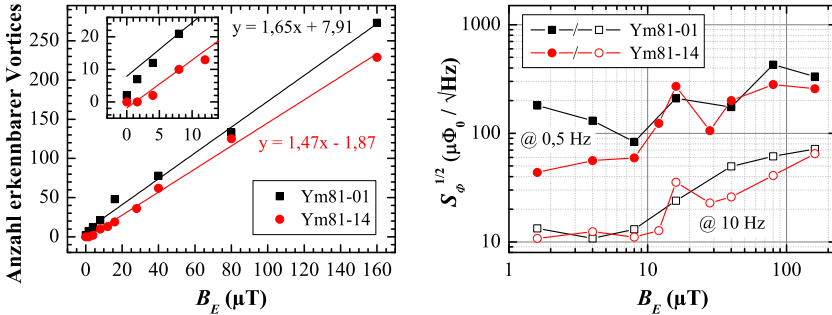 Anzahl erkennbarer Vortices
250
200
150
100
50
0
20
10
0
0
5
10
y = 1,65x + 7,91
y = 1,47x - 1,87
Ym81-01
Ym81-14
0 20 40 60 80 100 120 140 160
B_E (µT)
S_Φ^1/2 (µΦ_0 / √Hz)
1000
100
10
/ Ym81-01
/ Ym81-14
@ 0,5 Hz
@ 10 Hz
1 10 100
B_E (µT)